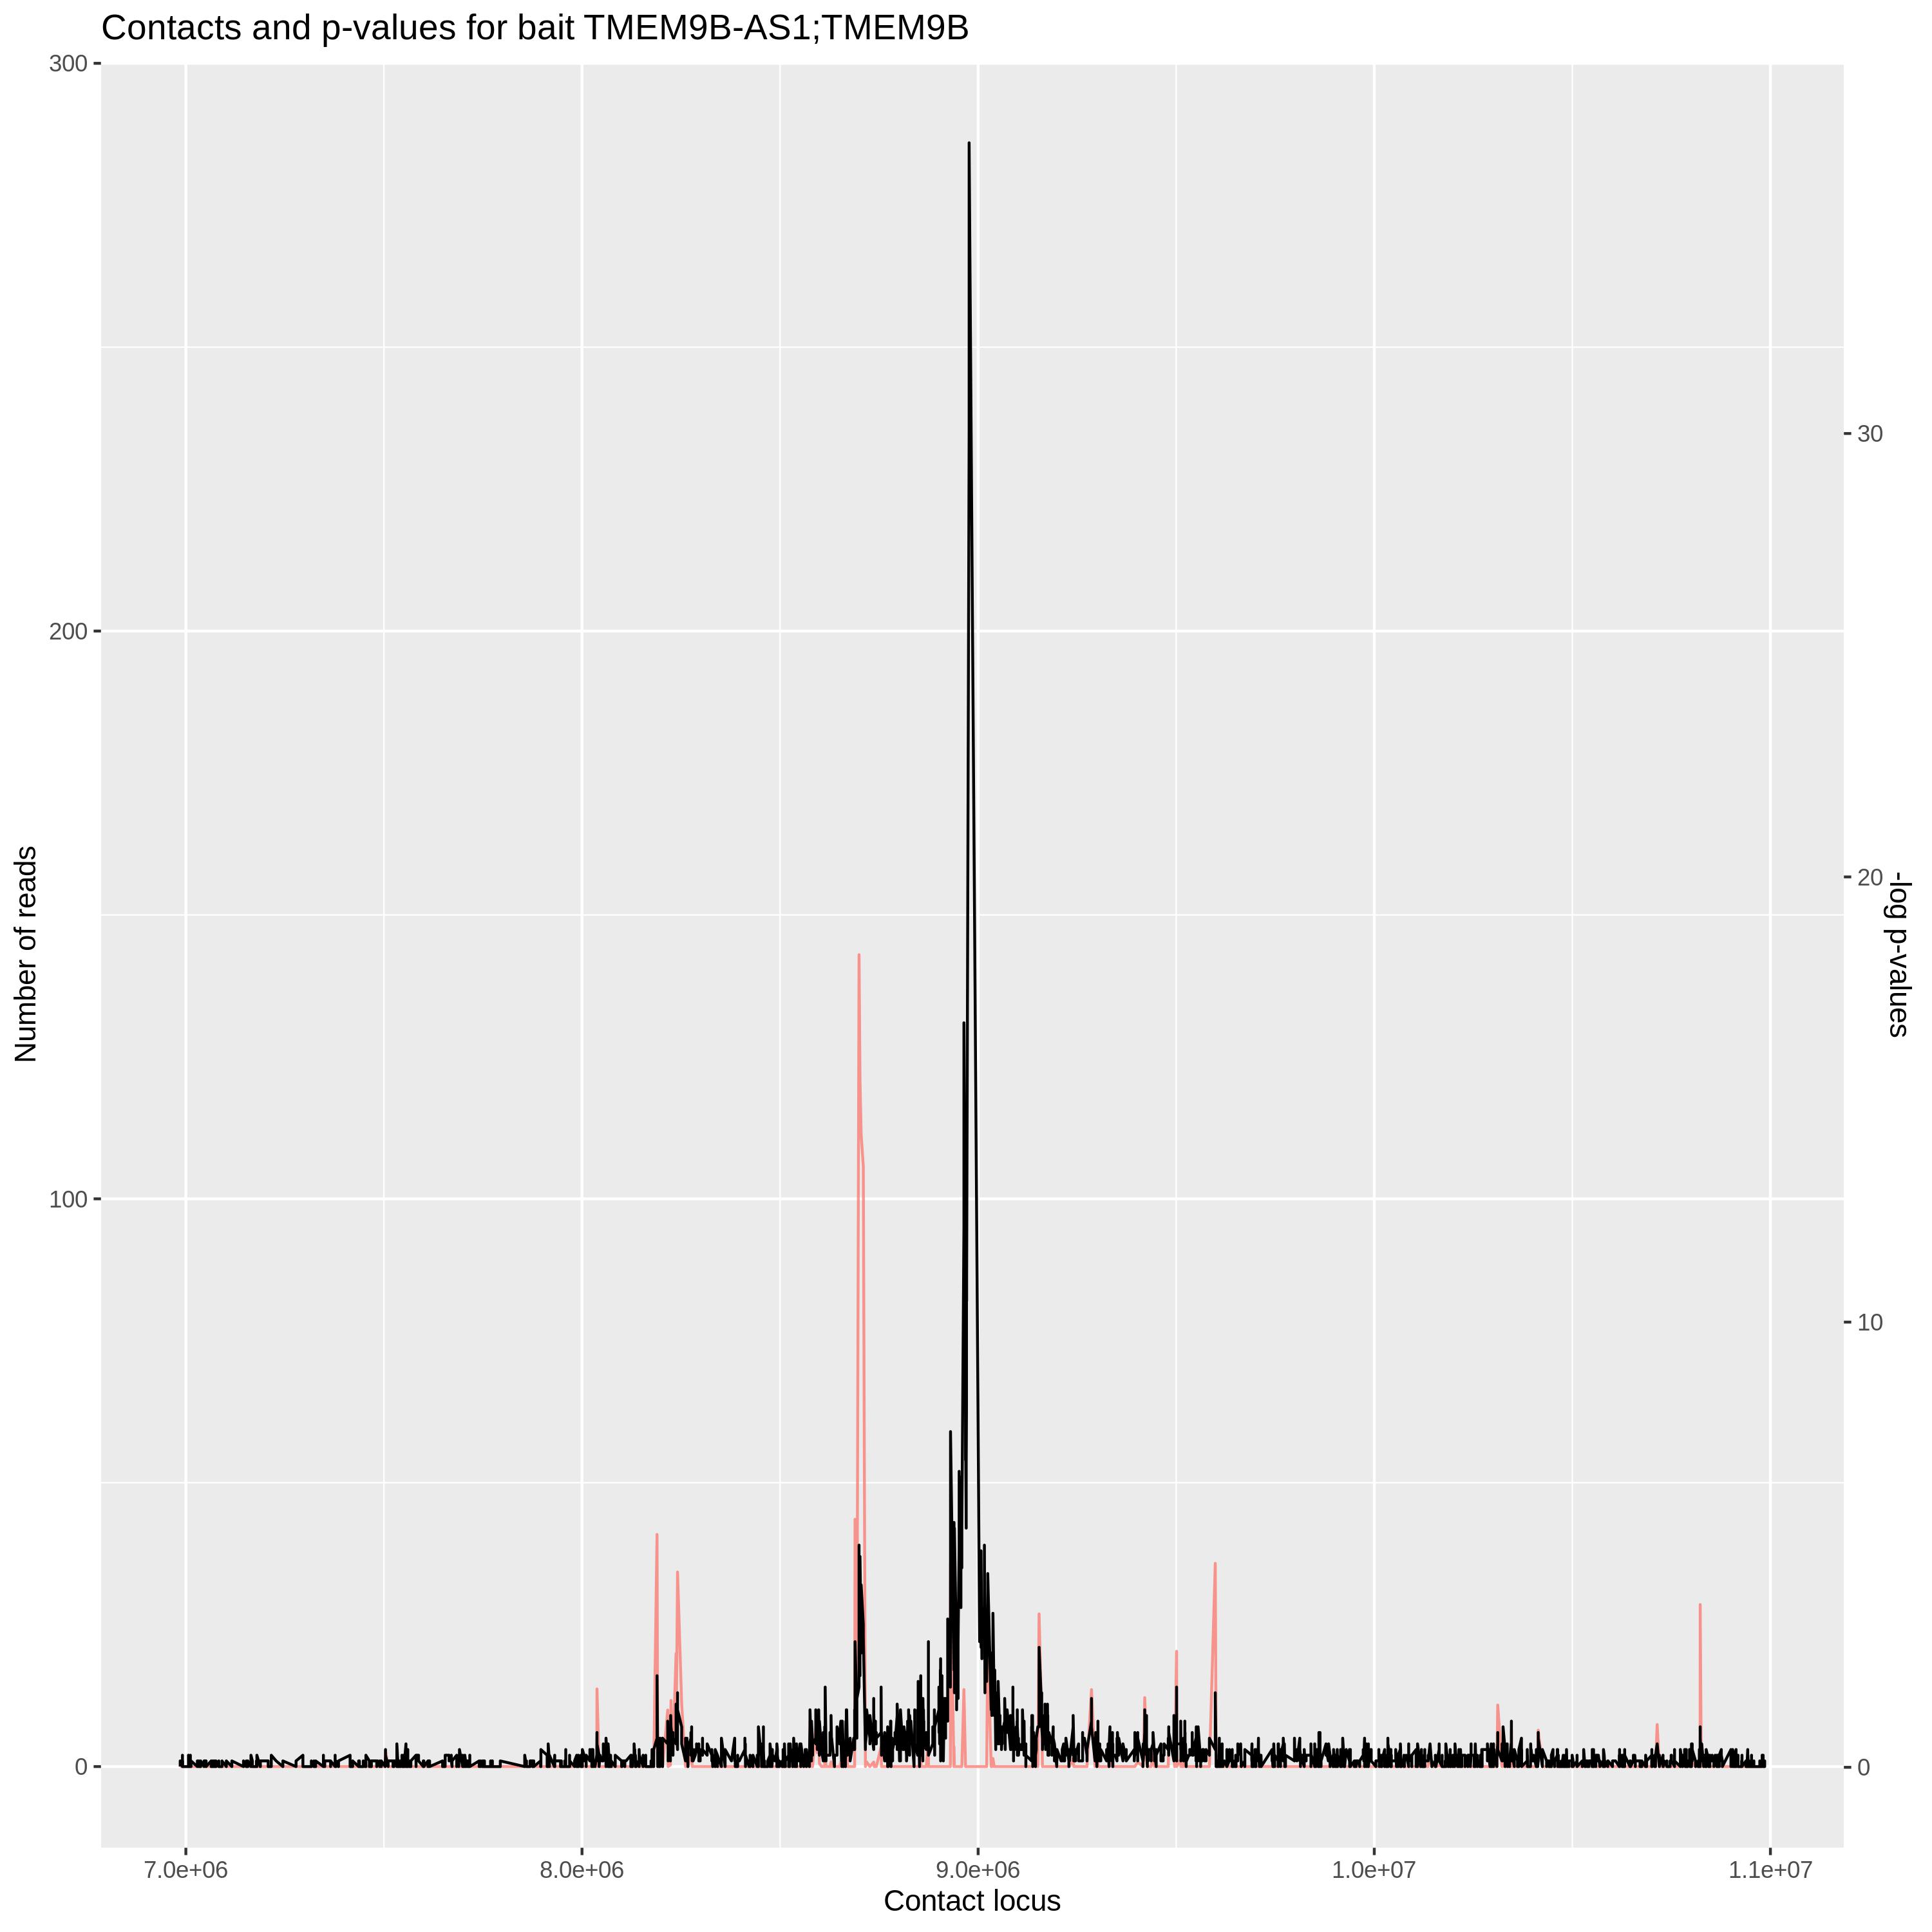 Contacts and p-values for bait TMEM9B-AS1;TMEM9B
300
200
100
0
Number of reads
30
20
10
0
-log p-values
7.0e+06 8.0e+06 9.0e+06 1.0e+07 1.1e+07
Contact locus